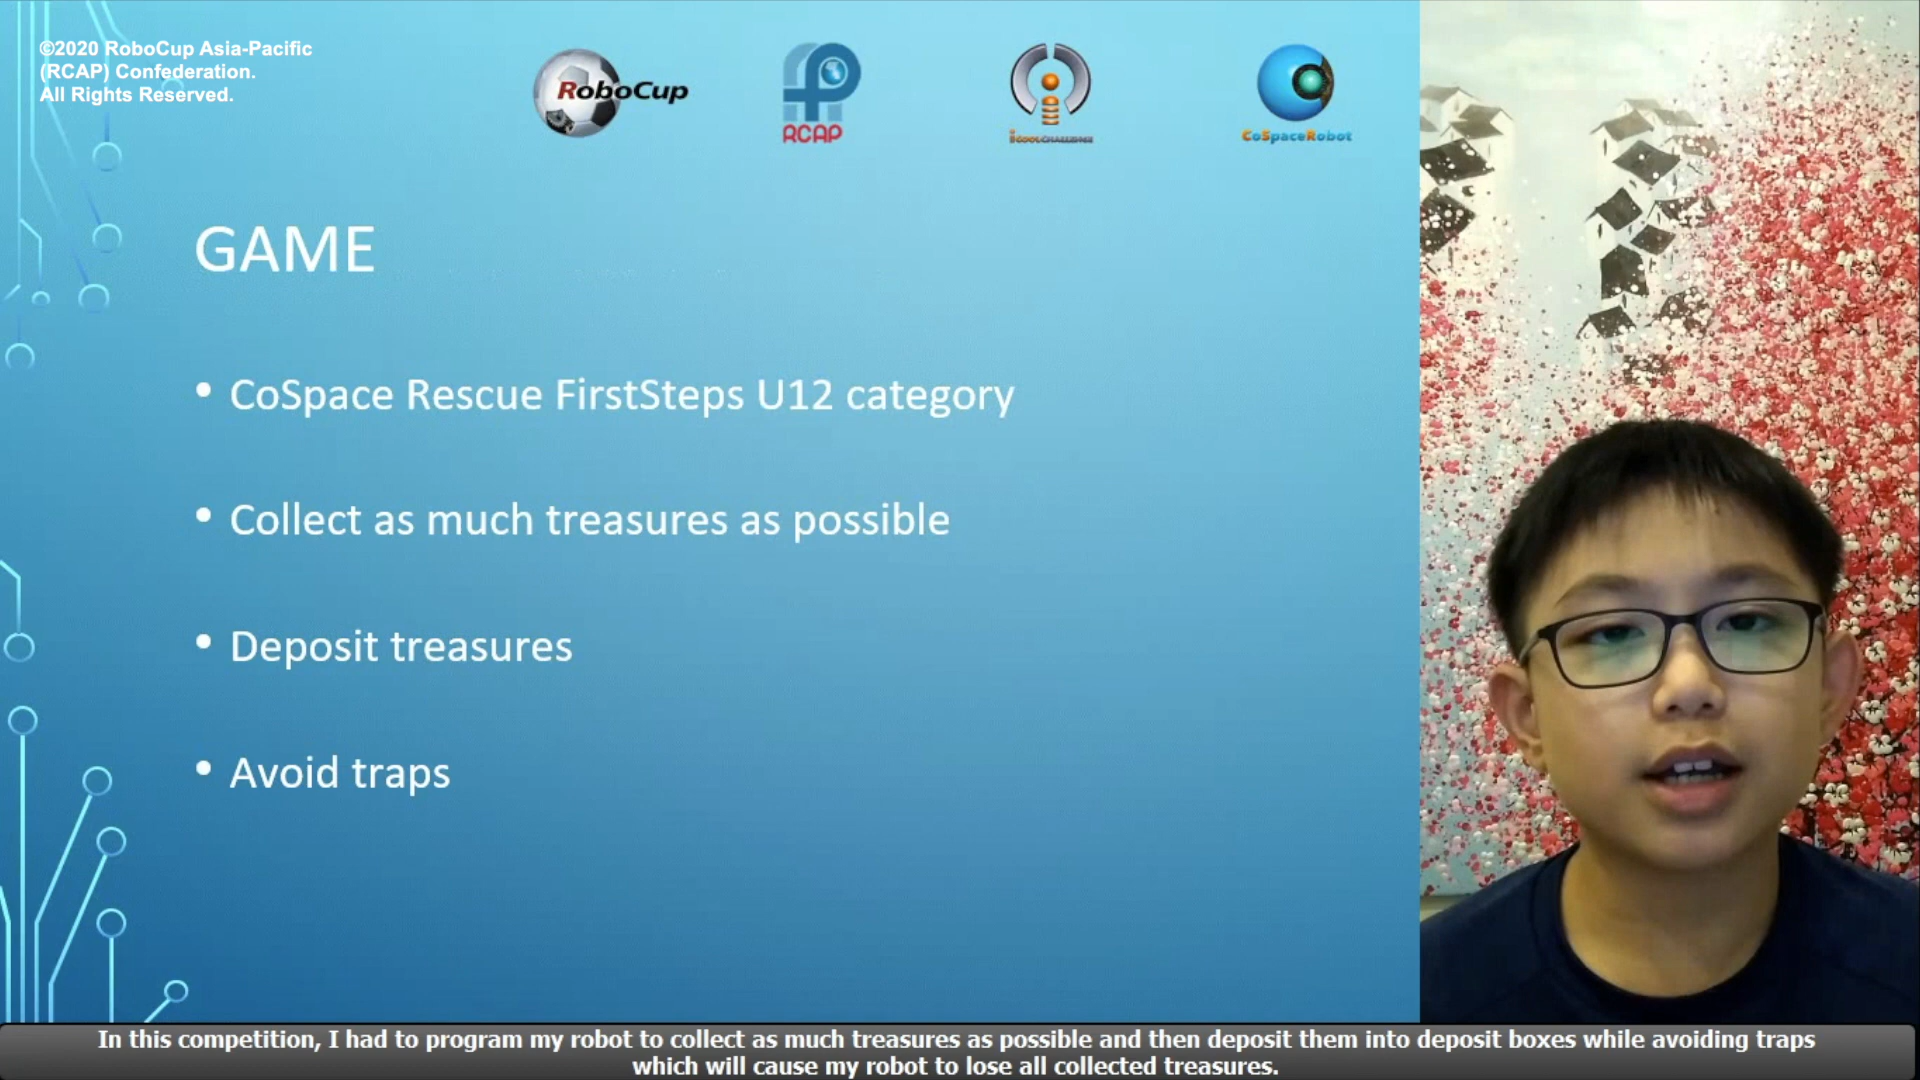 ©2020 RoboCup Asia-Pacific
(RCAP) Confederation.
All Rights Reserved.
RoboCup
RCAP
iCOOLCHALLENGE
CoSpaceRobot
GAME
• CoSpace Rescue FirstSteps U12 category
• Collect as much treasures as possible
• Deposit treasures
• Avoid traps
In this competition, I had to program my robot to collect as much treasures as possible and then deposit them into deposit boxes while avoiding traps
which will cause my robot to lose all collected treasures.